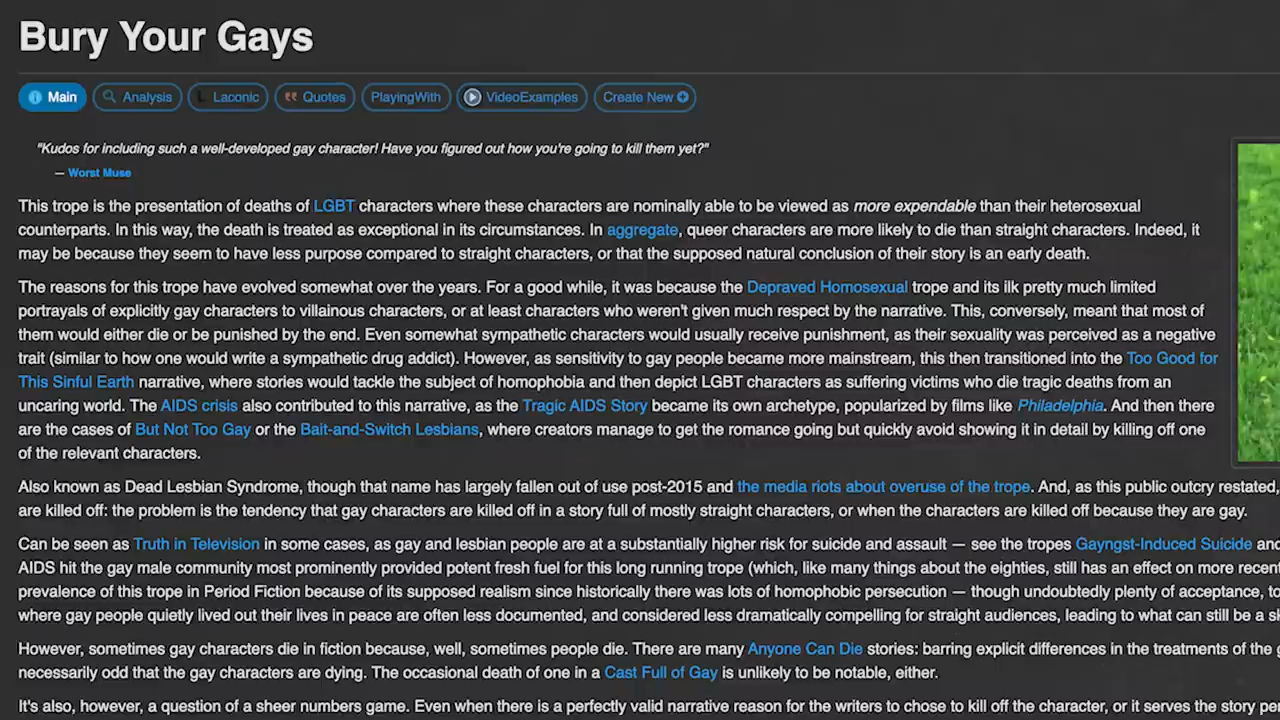 Bury Your Gays
Main Analysis Laconic Quotes PlayingWith VideoExamples Create New
"Kudos for including such a well-developed gay character! Have you figured out how you're going to kill them yet?"
— Worst Muse
This trope is the presentation of deaths of LGBT characters where these characters are nominally able to be viewed as more expendable than their heterosexual
counterparts. In this way, the death is treated as exceptional in its circumstances. In aggregate, queer characters are more likely to die than straight characters. Indeed, it
may be because they seem to have less purpose compared to straight characters, or that the supposed natural conclusion of their story is an early death.
The reasons for this trope have evolved somewhat over the years. For a good while, it was because the Depraved Homosexual trope and its ilk pretty much limited
portrayals of explicitly gay characters to villainous characters, or at least characters who weren't given much respect by the narrative. This, conversely, meant that most of
them would either die or be punished by the end. Even somewhat sympathetic characters would usually receive punishment, as their sexuality was perceived as a negative
trait (similar to how one would write a sympathetic drug addict). However, as sensitivity to gay people became more mainstream, this then transitioned into the Too Good for
This Sinful Earth narrative, where stories would tackle the subject of homophobia and then depict LGBT characters as suffering victims who die tragic deaths from an
uncaring world. The AIDS crisis also contributed to this narrative, as the Tragic AIDS Story became its own archetype, popularized by films like Philadelphia. And then there
are the cases of But Not Too Gay or the Bait-and-Switch Lesbians, where creators manage to get the romance going but quickly avoid showing it in detail by killing off one
of the relevant characters.
Also known as Dead Lesbian Syndrome, though that name has largely fallen out of use post-2015 and the media riots about overuse of the trope. And, as this public outcry restated,
are killed off: the problem is the tendency that gay characters are killed off in a story full of mostly straight characters, or when the characters are killed off because they are gay.
Can be seen as Truth in Television in some cases, as gay and lesbian people are at a substantially higher risk for suicide and assault — see the tropes Gayngst-Induced Suicide and
AIDS hit the gay male community most prominently provided potent fresh fuel for this long running trope (which, like many things about the eighties, still has an effect on more recent
prevalence of this trope in Period Fiction because of its supposed realism since historically there was lots of homophobic persecution — though undoubtedly plenty of acceptance, to
where gay people quietly lived out their lives in peace are often less documented, and considered less dramatically compelling for straight audiences, leading to what can still be a
However, sometimes gay characters die in fiction because, well, sometimes people die. There are many Anyone Can Die stories: barring explicit differences in the treatments of the
necessarily odd that the gay characters are dying. The occasional death of one in a Cast Full of Gay is unlikely to be notable, either.
It's also, however, a question of a sheer numbers game. Even when there is a perfectly valid narrative reason for the writers to chose to kill off the character, or it serves the story